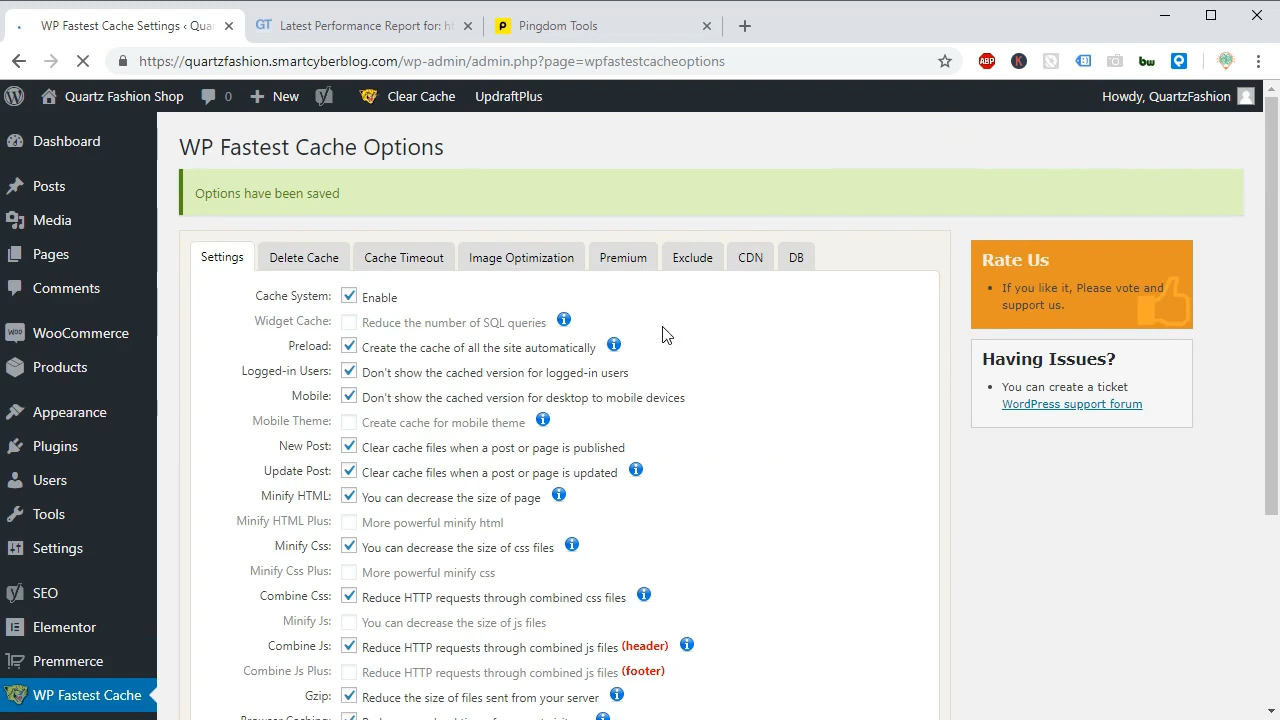 WP Fastest Cache Settings ‹ Qua
GT Latest Performance Report for: ht
p Pingdom Tools
https://quartzfashion.smartcyberblog.com/wp-admin/admin.php?page=wpfastestcacheoptions
ABP K bw
Quartz Fashion Shop 0 New Clear Cache UpdraftPlus Howdy, QuartzFashion
Dashboard
Posts
Media
Pages
Comments
Woo WooCommerce
Products
Appearance
Plugins
Users
Tools
Settings
SEO
Elementor
Premmerce
WP Fastest Cache
WP Fastest Cache Options
Options have been saved
Settings Delete Cache Cache Timeout Image Optimization Premium Exclude CDN DB
Cache System: Enable
Widget Cache: Reduce the number of SQL queries
Preload: Create the cache of all the site automatically
Logged-in Users: Don't show the cached version for logged-in users
Mobile: Don't show the cached version for desktop to mobile devices
Mobile Theme: Create cache for mobile theme
New Post: Clear cache files when a post or page is published
Update Post: Clear cache files when a post or page is updated
Minify HTML: You can decrease the size of page
Minify HTML Plus: More powerful minify html
Minify Css: You can decrease the size of css files
Minify Css Plus: More powerful minify css
Combine Css: Reduce HTTP requests through combined css files
Minify Js: You can decrease the size of js files
Combine Js: Reduce HTTP requests through combined js files (header)
Combine Js Plus: Reduce HTTP requests through combined js files (footer)
Gzip: Reduce the size of files sent from your server
Rate Us
If you like it, Please vote and
support us.
Having Issues?
You can create a ticket
WordPress support forum